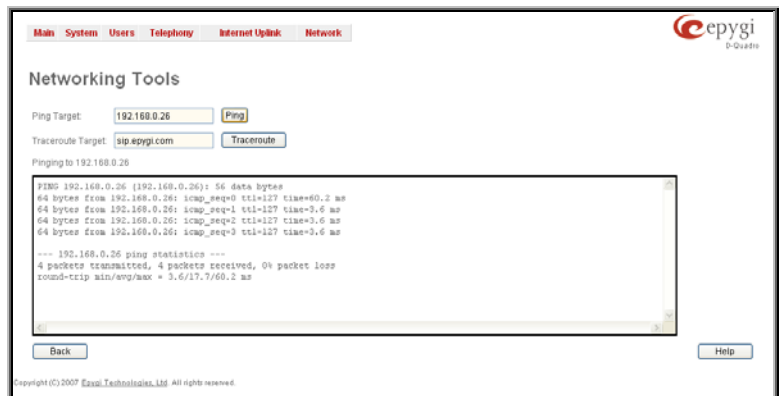 Main System Users Telephony Internet Uplink Network
epygi
D-Quadro
Networking Tools
Ping Target: 192.168.0.26 Ping
Traceroute Target: sip.epygi.com Traceroute
Pinging to 192.168.0.26
PING 192.168.0.26 (192.168.0.26): 56 data bytes
64 bytes from 192.168.0.26: icmp_seq=0 ttl=127 time=60.2 ms
64 bytes from 192.168.0.26: icmp_seq=1 ttl=127 time=3.6 ms
64 bytes from 192.168.0.26: icmp_seq=2 ttl=127 time=3.6 ms
64 bytes from 192.168.0.26: icmp_seq=3 ttl=127 time=3.6 ms
--- 192.168.0.26 ping statistics ---
4 packets transmitted, 4 packets received, 0% packet loss
round-trip min/avg/max = 3.6/17.7/60.2 ms
Back Help
Copyright (C) 2007 Epygi Technologies, Ltd. All rights reserved.